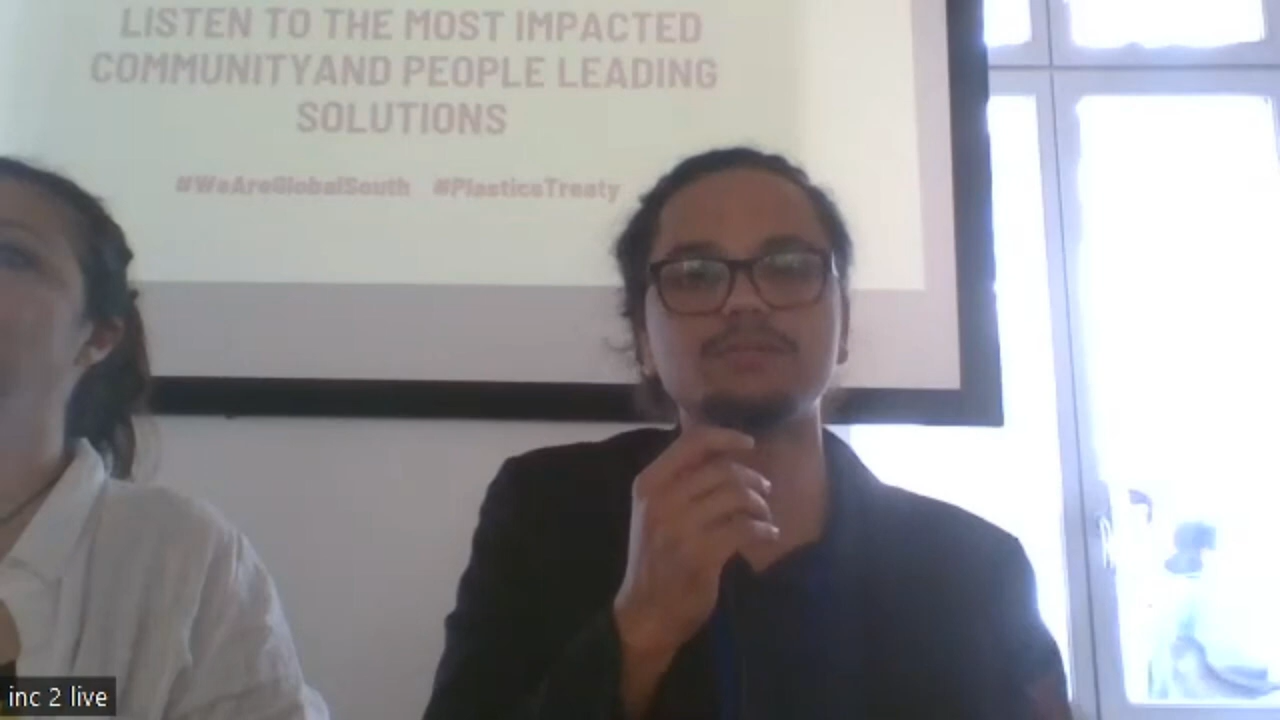 LISTEN TO THE MOST IMPACTED
COMMUNITYAND PEOPLE LEADING
SOLUTIONS
#WeAreGlobalSouth #PlasticsTreaty
inc 2 live